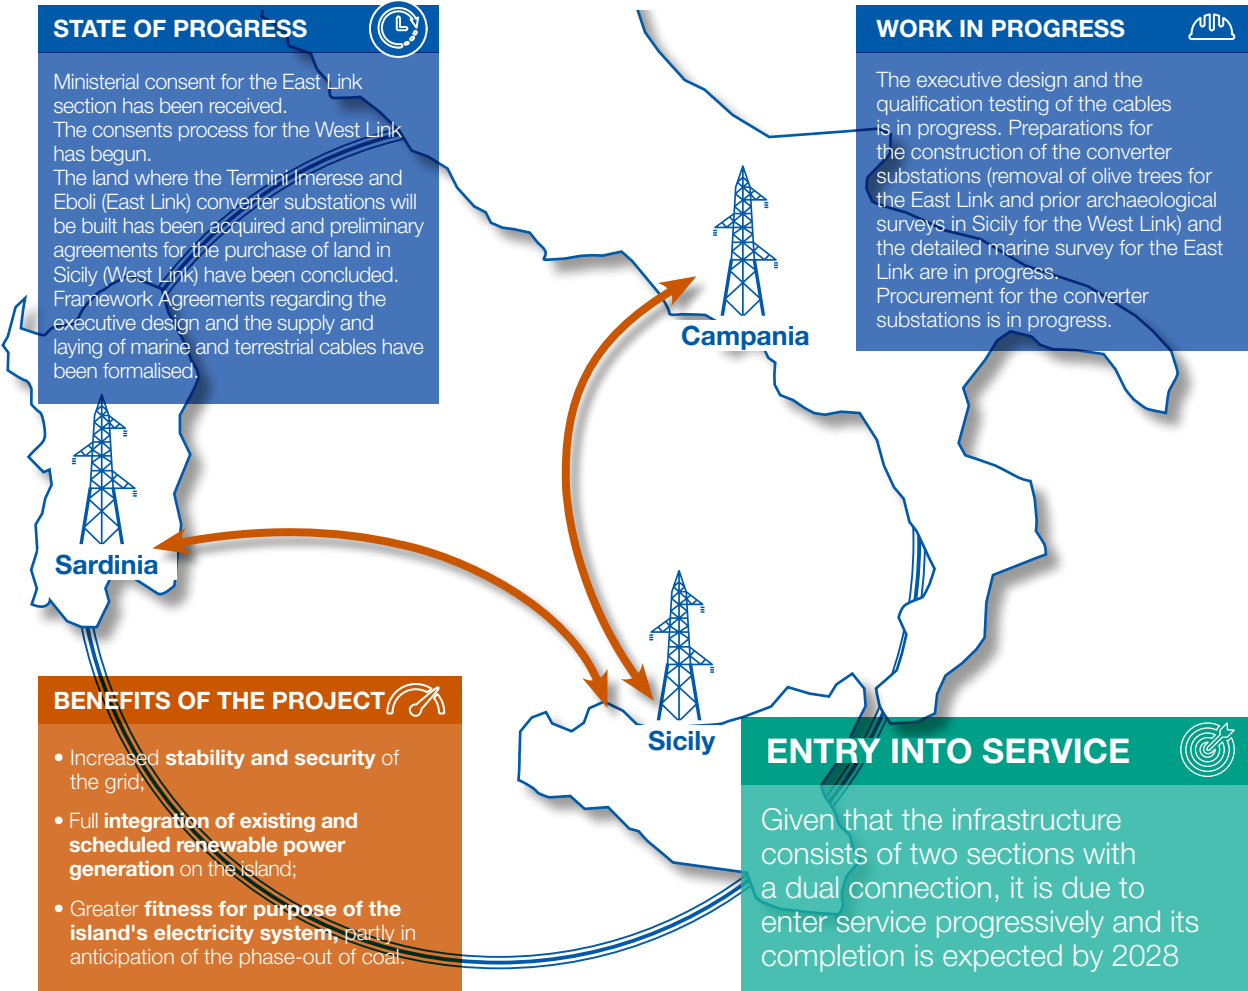 STATE OF PROGRESS
Ministerial consent for the East Link
section has been received.
The consents process for the West Link
has begun.
The land where the Termini Imerese and
Eboli (East Link) converter substations will
be built has been acquired and preliminary
agreements for the purchase of land in
Sicily (West Link) have been concluded.
Framework Agreements regarding the
executive design and the supply and
laying of marine and terrestrial cables have
been formalised.
WORK IN PROGRESS
The executive design and the
qualification testing of the cables
is in progress. Preparations for
the construction of the converter
substations (removal of olive trees for
the East Link and prior archaeological
surveys in Sicily for the West Link) and
the detailed marine survey for the East
Link are in progress.
Procurement for the converter
substations is in progress.
Campania
Sardinia
Sicily
BENEFITS OF THE PROJECT
• Increased stability and security of
the grid;
• Full integration of existing and
scheduled renewable power
generation on the island;
• Greater fitness for purpose of the
island's electricity system, partly in
anticipation of the phase-out of coal.
ENTRY INTO SERVICE
Given that the infrastructure
consists of two sections with
a dual connection, it is due to
enter service progressively and its
completion is expected by 2028